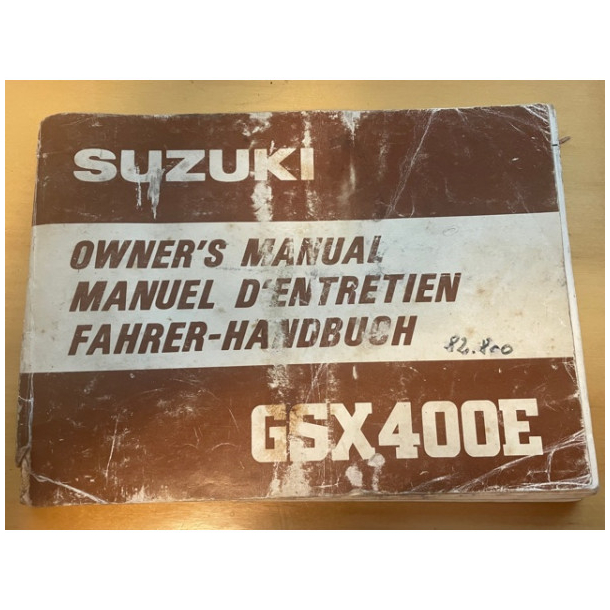 SUZUKI
OWNER'S MANUAL
MANUEL D'ENTRETIEN
FAHRER-HANDBUCH
82.800
GSX400E